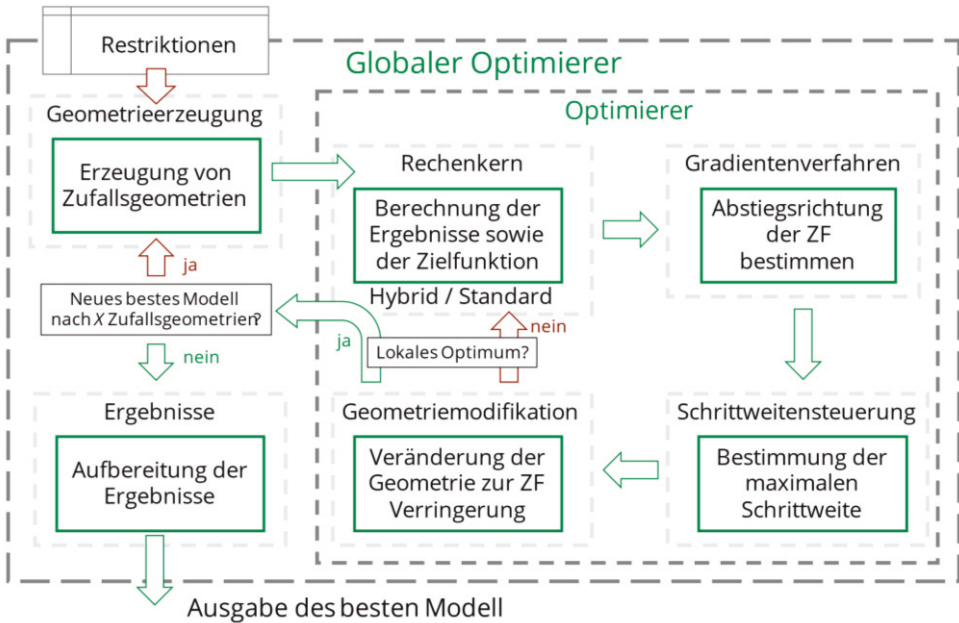 Restriktionen
Globaler Optimierer
Optimierer
Geometrieerzeugung
Erzeugung von
Zufallsgeometrien
Rechenkern
Berechnung der
Ergebnisse sowie
der Zielfunktion
Hybrid / Standard
Gradientenverfahren
Abstiegsrichtung
der ZF
bestimmen
ja
Neues bestes Modell
nach X Zufallsgeometrien?
nein
ja
Lokales Optimum?
nein
Ergebnisse
Aufbereitung der
Ergebnisse
Geometriemodifikation
Veränderung der
Geometrie zur ZF
Verringerung
Schrittweitensteuerung
Bestimmung der
maximalen
Schrittweite
Ausgabe des besten Modell